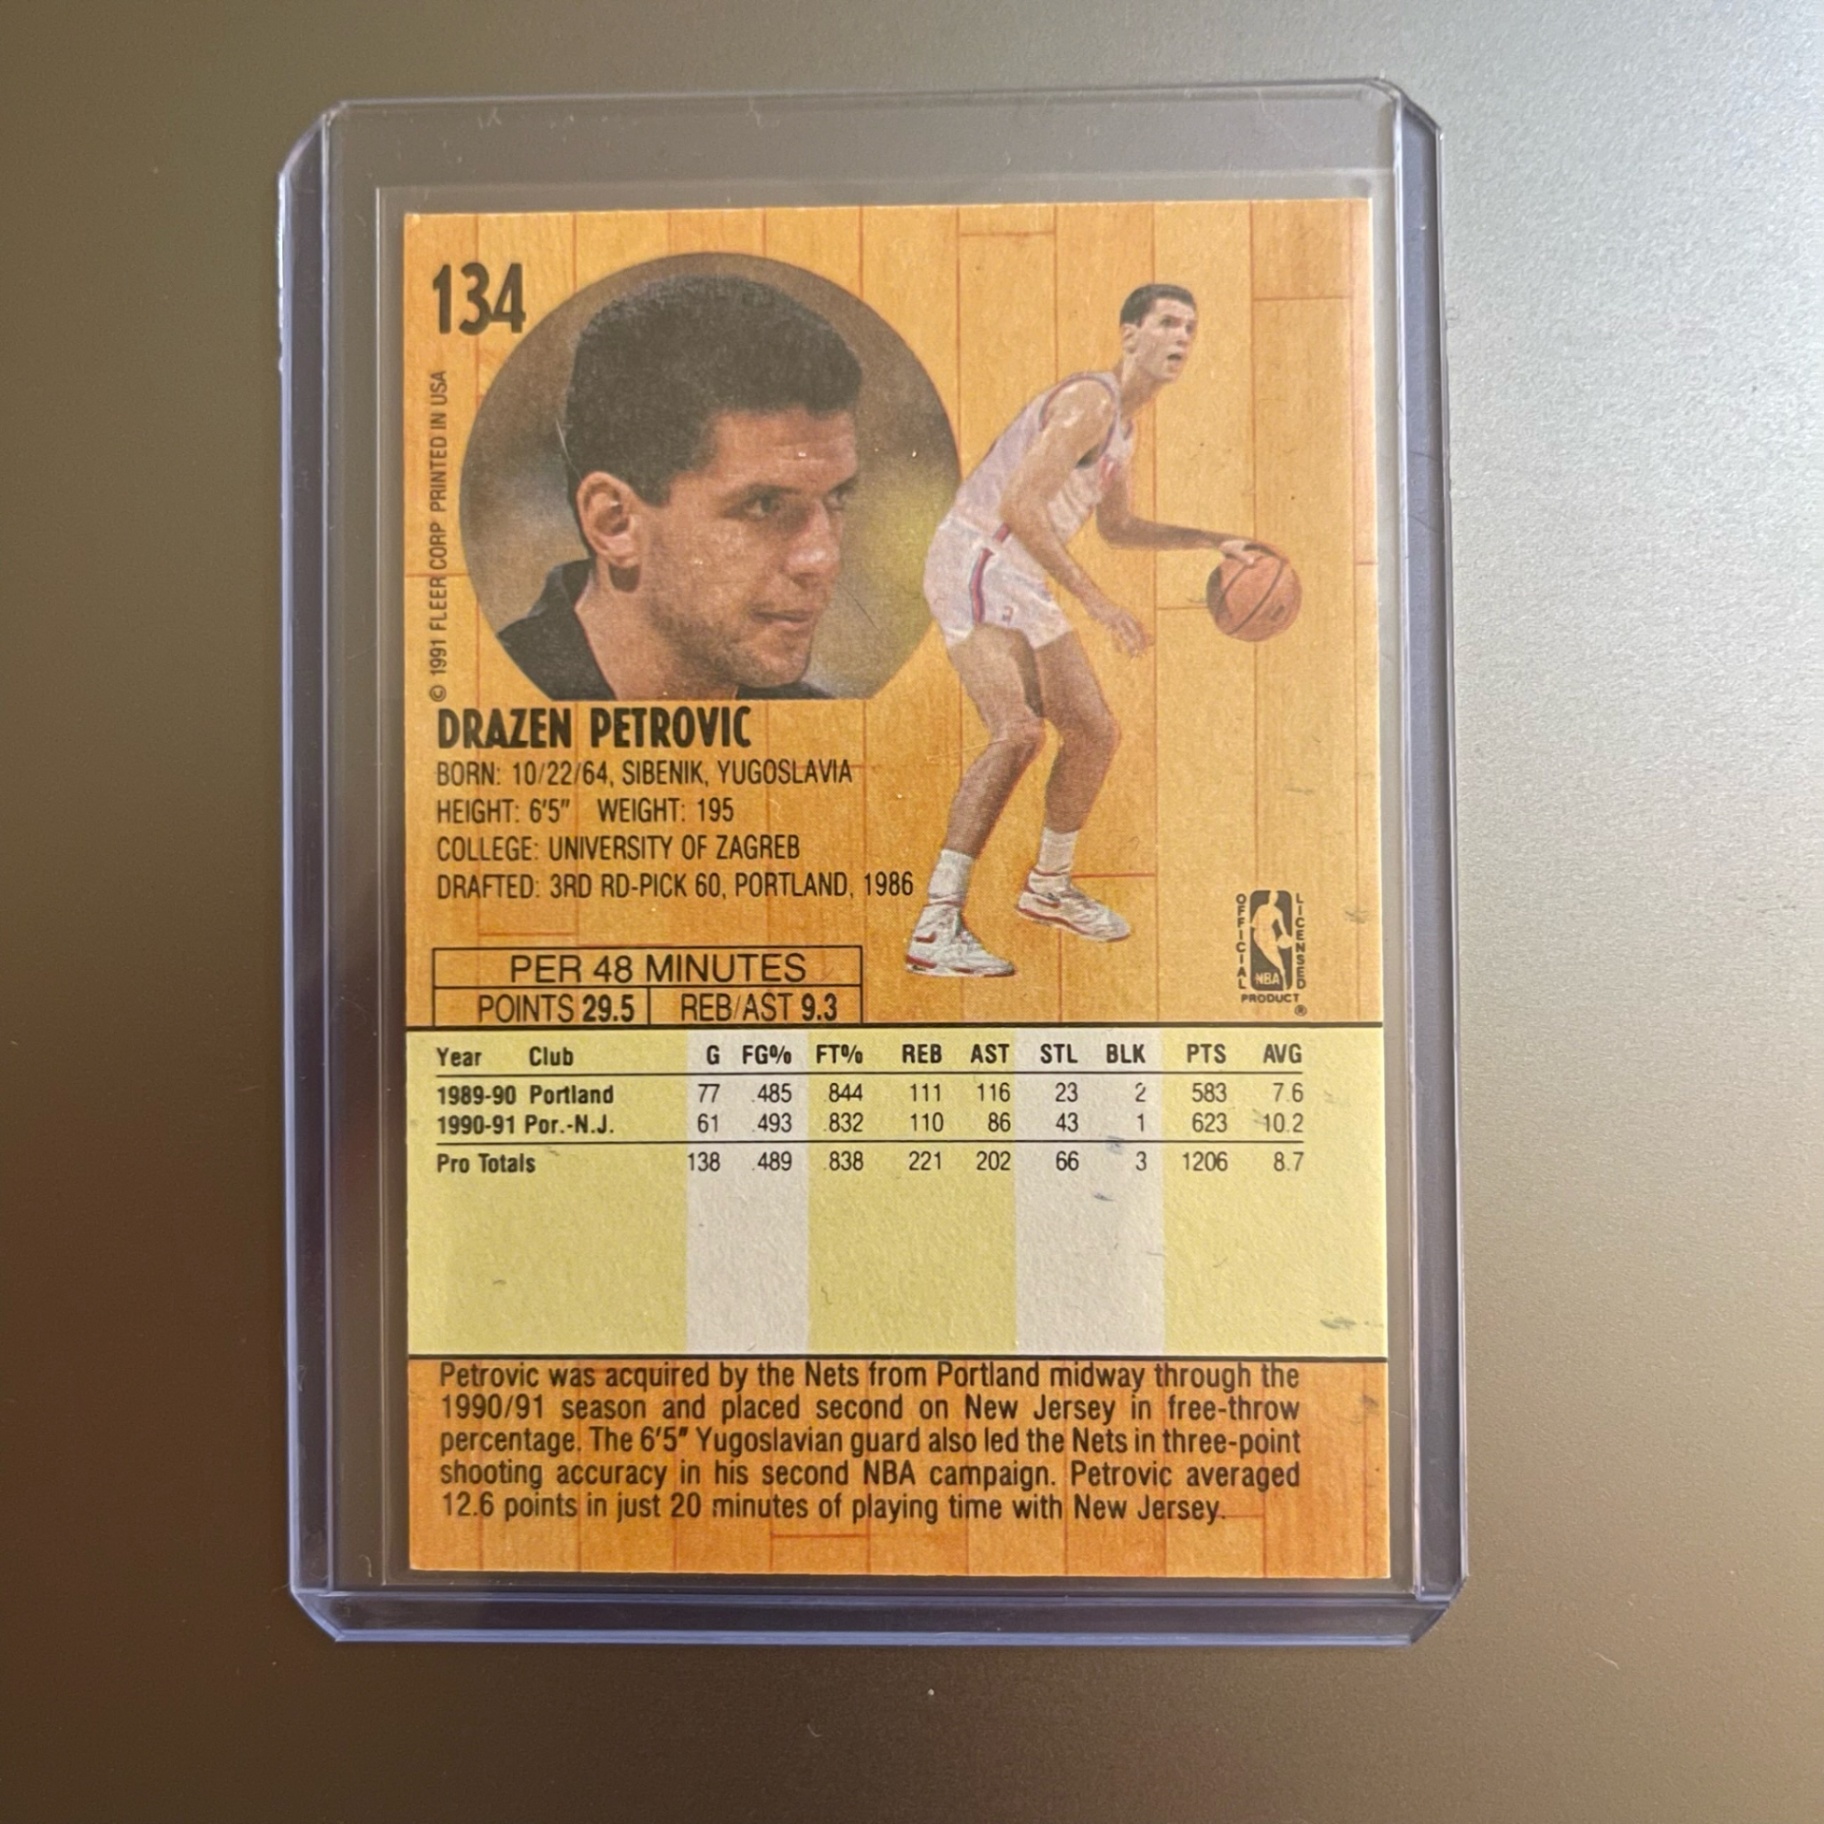 134
© 1991 FLEER CORP PRINTED IN USA
DRAZEN PETROVIC
BORN: 10/22/64, SIBENIK, YUGOSLAVIA
HEIGHT: 6'5" WEIGHT: 195
COLLEGE: UNIVERSITY OF ZAGREB
DRAFTED: 3RD RD-PICK 60, PORTLAND, 1986
OFFICIAL LICENSED
NBA
PRODUCT
®
PER 48 MINUTES
POINTS 29.5 REB/AST 9.3
Year Club G FG% FT% REB AST STL BLK PTS AVG
1989-90 Portland 77 .485 .844 111 116 23 2 583 7.6
1990-91 Por.-N.J. 61 .493 .832 110 86 43 1 623 10.2
Pro Totals 138 .489 .838 221 202 66 3 1206 8.7
Petrovic was acquired by the Nets from Portland midway through the
1990/91 season and placed second on New Jersey in free-throw
percentage. The 6'5" Yugoslavian guard also led the Nets in three-point
shooting accuracy in his second NBA campaign. Petrovic averaged
12.6 points in just 20 minutes of playing time with New Jersey.